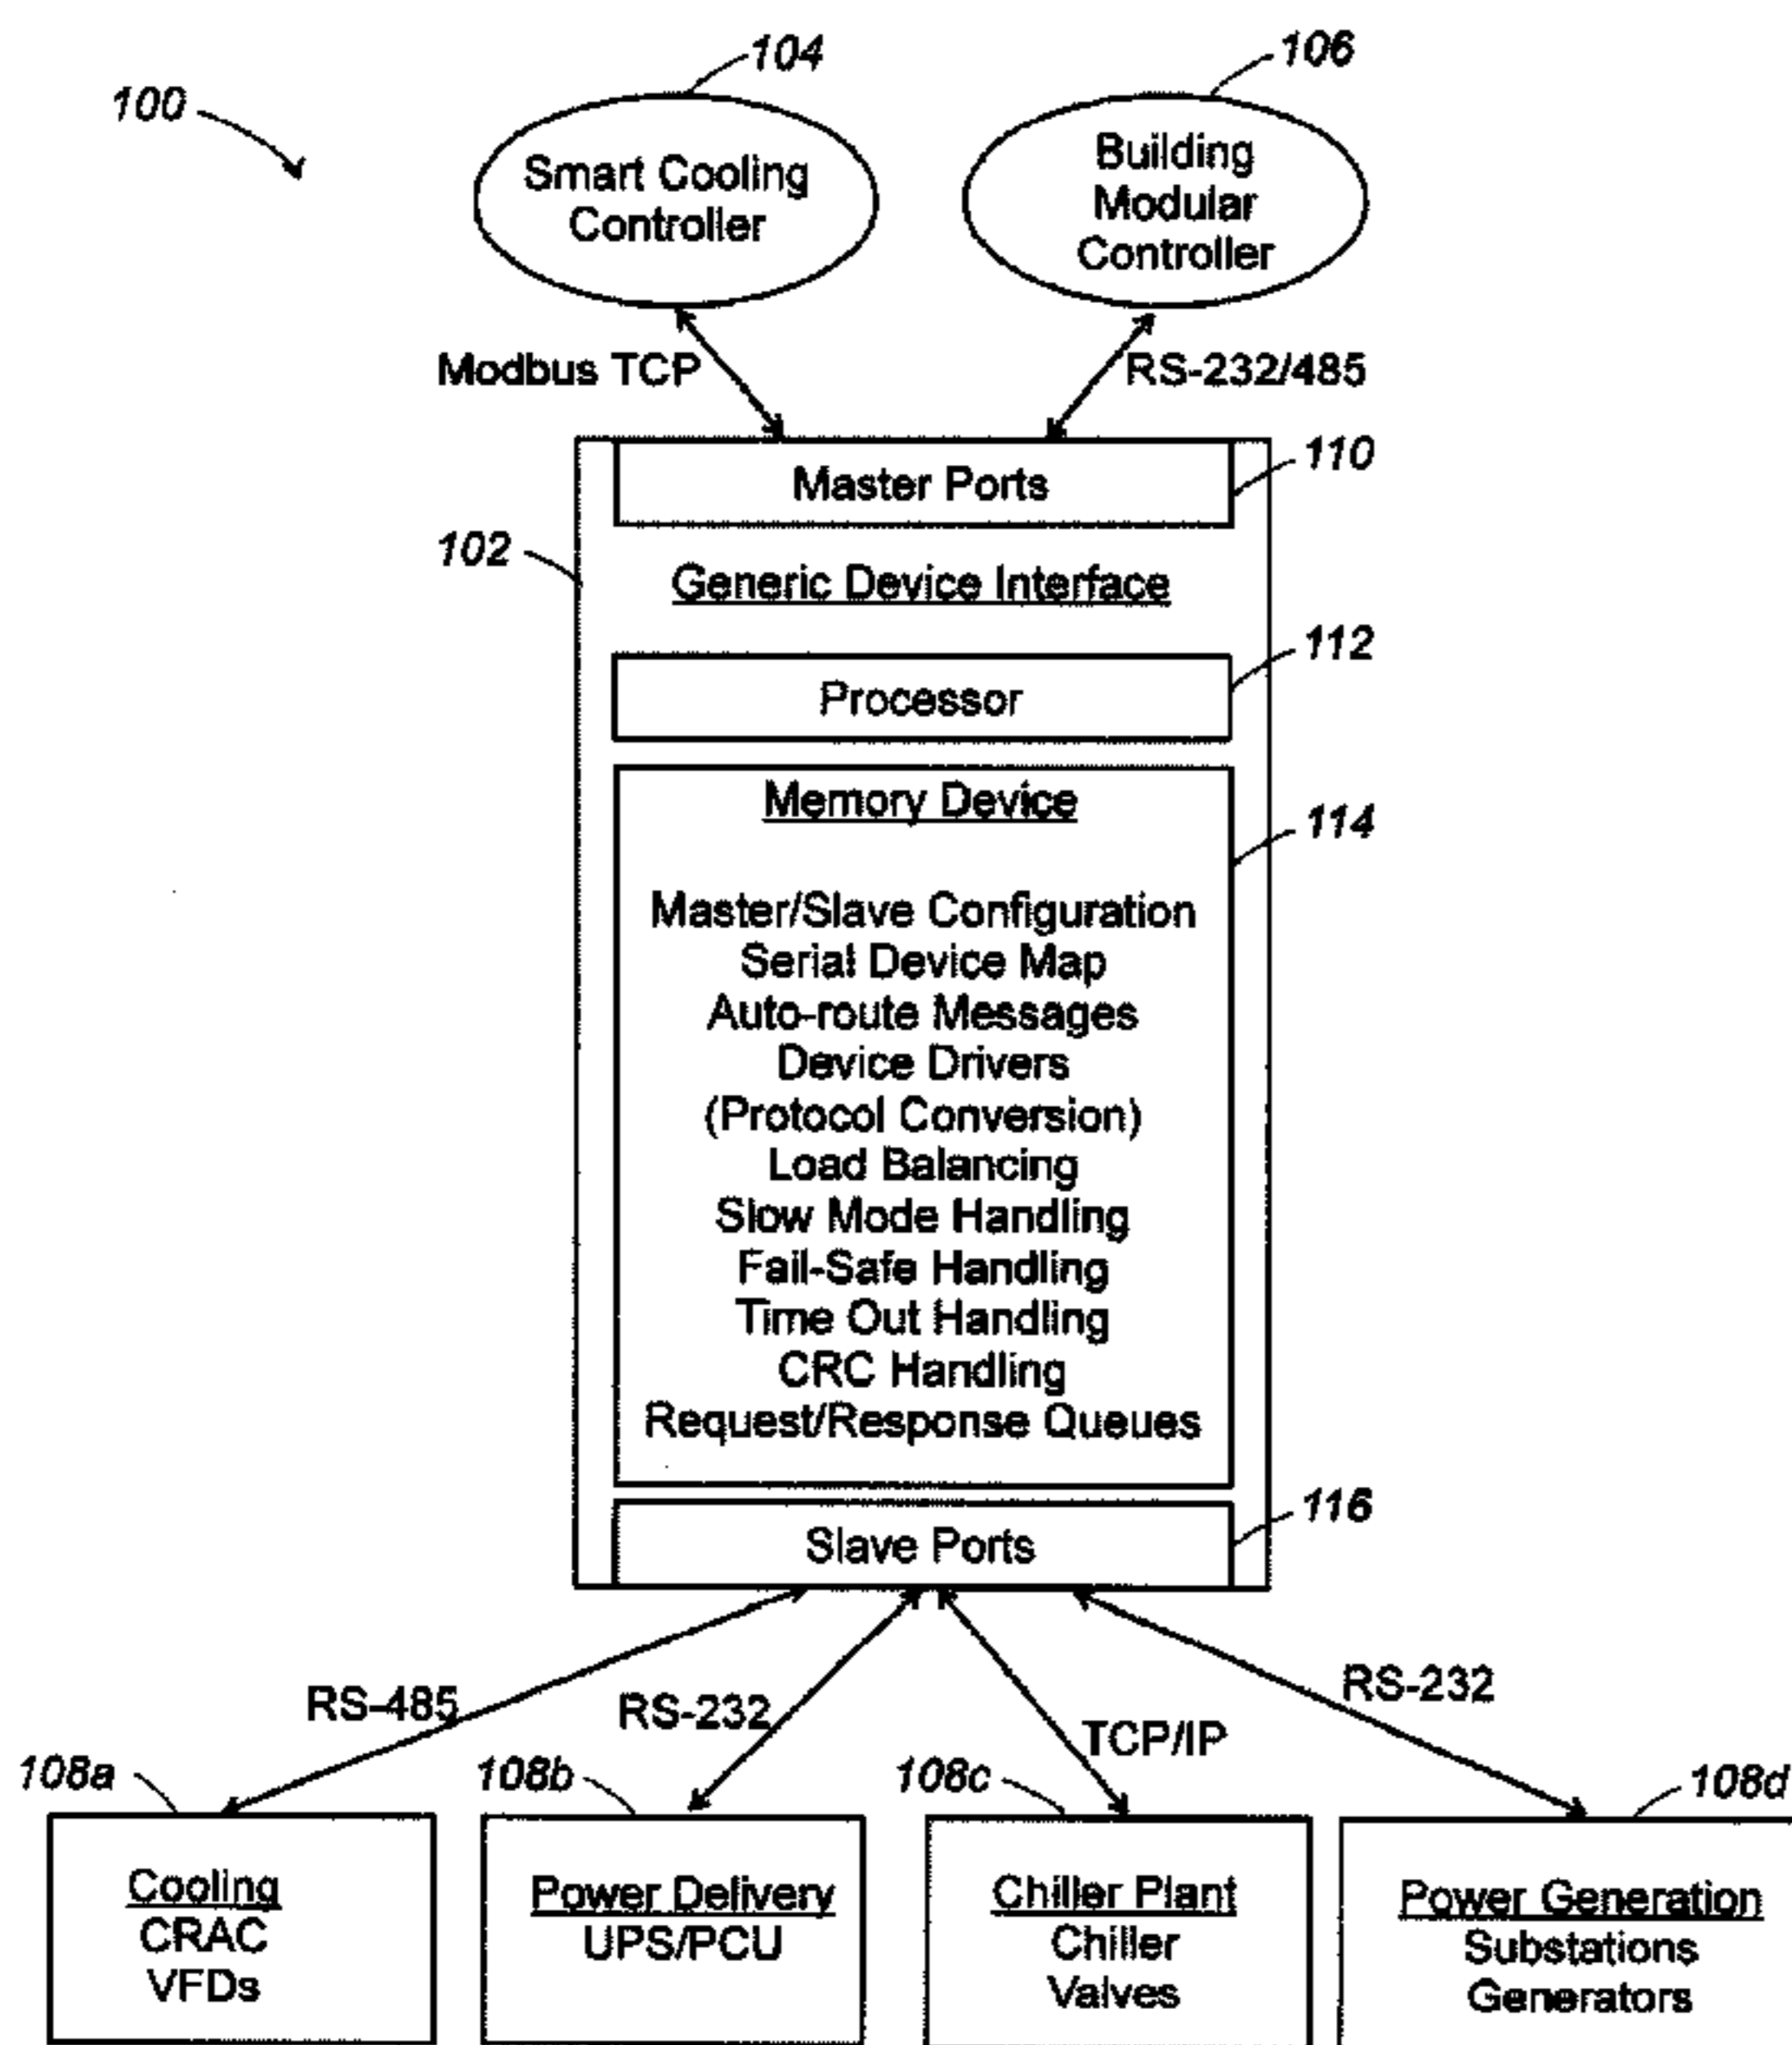 104
106
100
Smart Cooling
Controller
Building
Modular
Controller
Modbus TCP
RS-232/485
110
Master Ports
102
Generic Device Interface
112
Processor
Memory Device
114
Master/Slave Configuration
Serial Device Map
Auto-route Messages
Device Drivers
(Protocol Conversion)
Load Balancing
Slow Mode Handling
Fail-Safe Handling
Time Out Handling
CRC Handling
Request/Response Queues
116
Slave Ports
RS-485
RS-232
TCP/IP
RS-232
108a
108b
108c
108d
Cooling
CRAC
VFDs
Power Delivery
UPS/PCU
Chiller Plant
Chiller
Valves
Power Generation
Substations
Generators